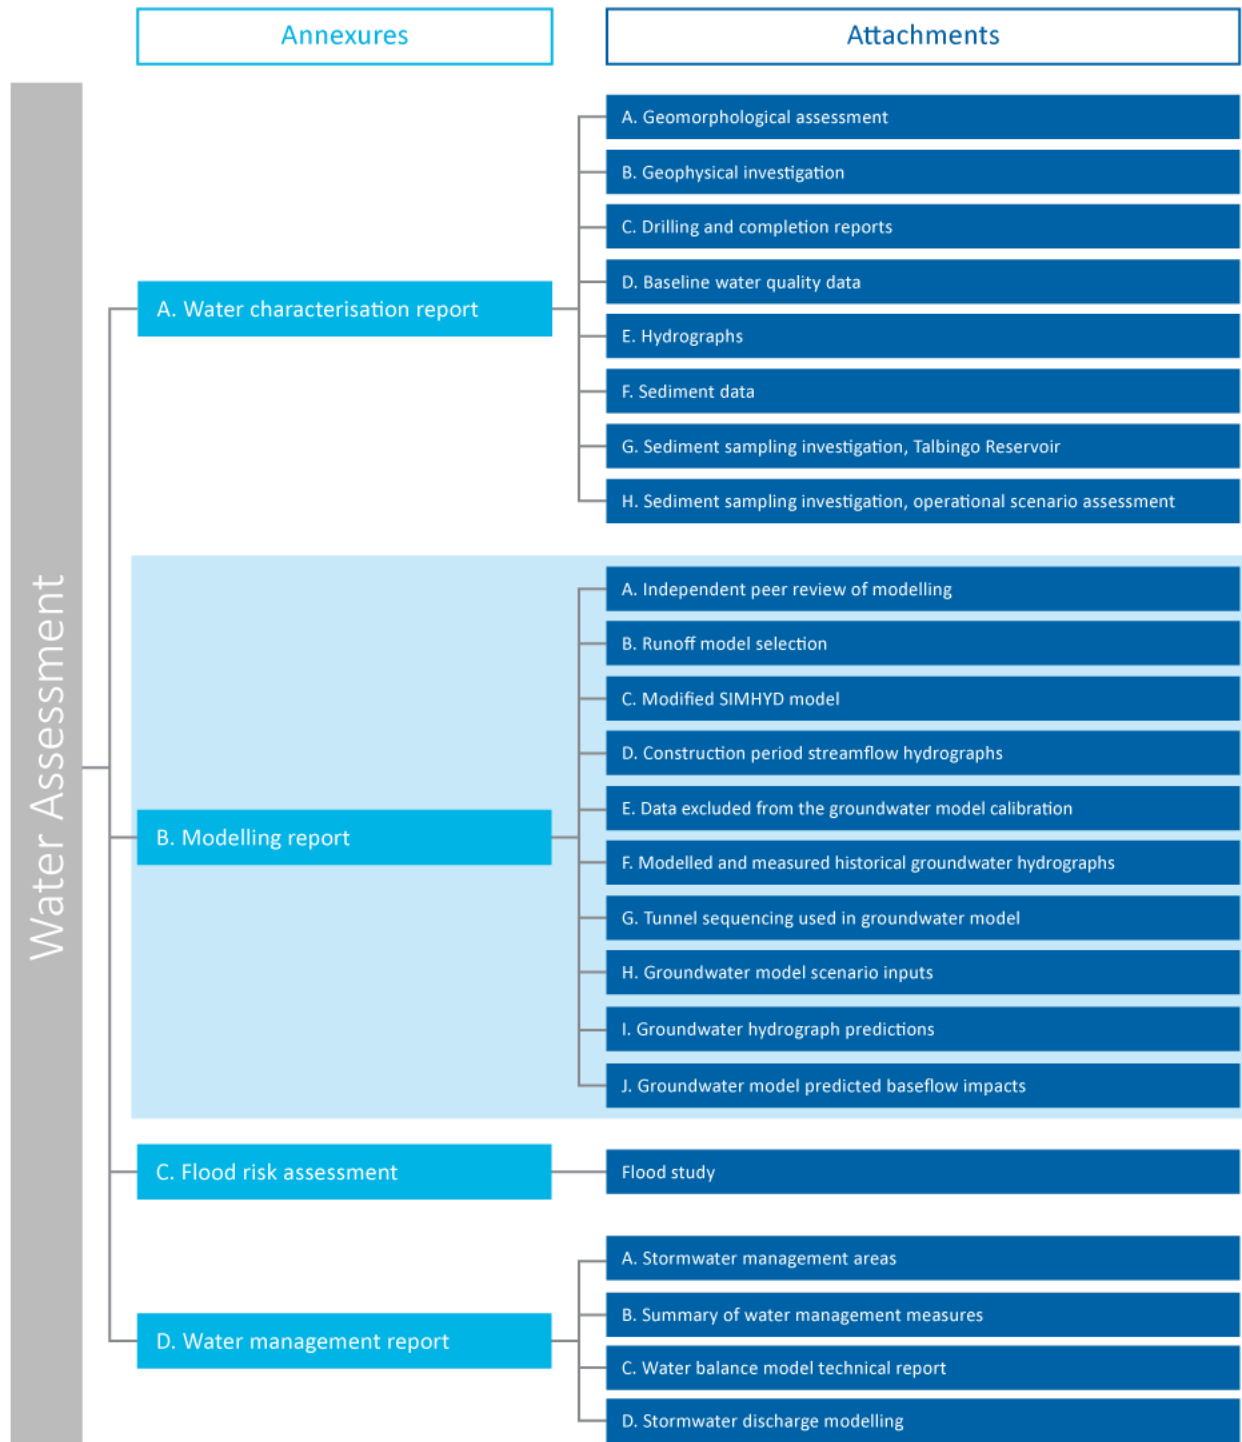 Annexures
Attachments
Water Assessment
A. Water characterisation report
A. Geomorphological assessment
B. Geophysical investigation
C. Drilling and completion reports
D. Baseline water quality data
E. Hydrographs
F. Sediment data
G. Sediment sampling investigation, Talbingo Reservoir
H. Sediment sampling investigation, operational scenario assessment
B. Modelling report
A. Independent peer review of modelling
B. Runoff model selection
C. Modified SIMHYD model
D. Construction period streamflow hydrographs
E. Data excluded from the groundwater model calibration
F. Modelled and measured historical groundwater hydrographs
G. Tunnel sequencing used in groundwater model
H. Groundwater model scenario inputs
I. Groundwater hydrograph predictions
J. Groundwater model predicted baseflow impacts
C. Flood risk assessment
Flood study
D. Water management report
A. Stormwater management areas
B. Summary of water management measures
C. Water balance model technical report
D. Stormwater discharge modelling